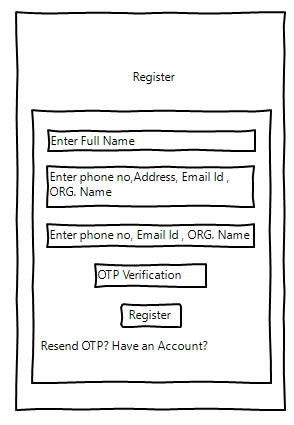 Register
Enter Full Name
Enter phone no,Address, Email Id ,
ORG. Name
Enter phone no, Email Id , ORG. Name
OTP Verification
Register
Resend OTP? Have an Account?